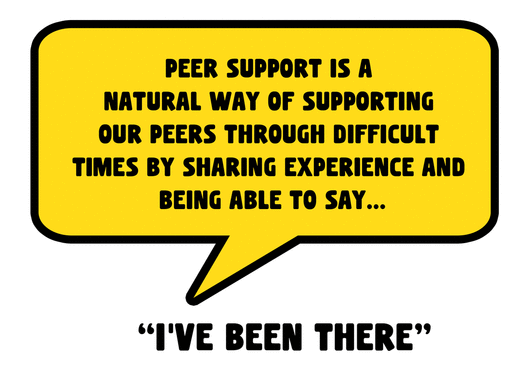 PEER SUPPORT IS A
NATURAL WAY OF SUPPORTING
OUR PEERS THROUGH DIFFICULT
TIMES BY SHARING EXPERIENCE AND
BEING ABLE TO SAY...
“I'VE BEEN THERE”